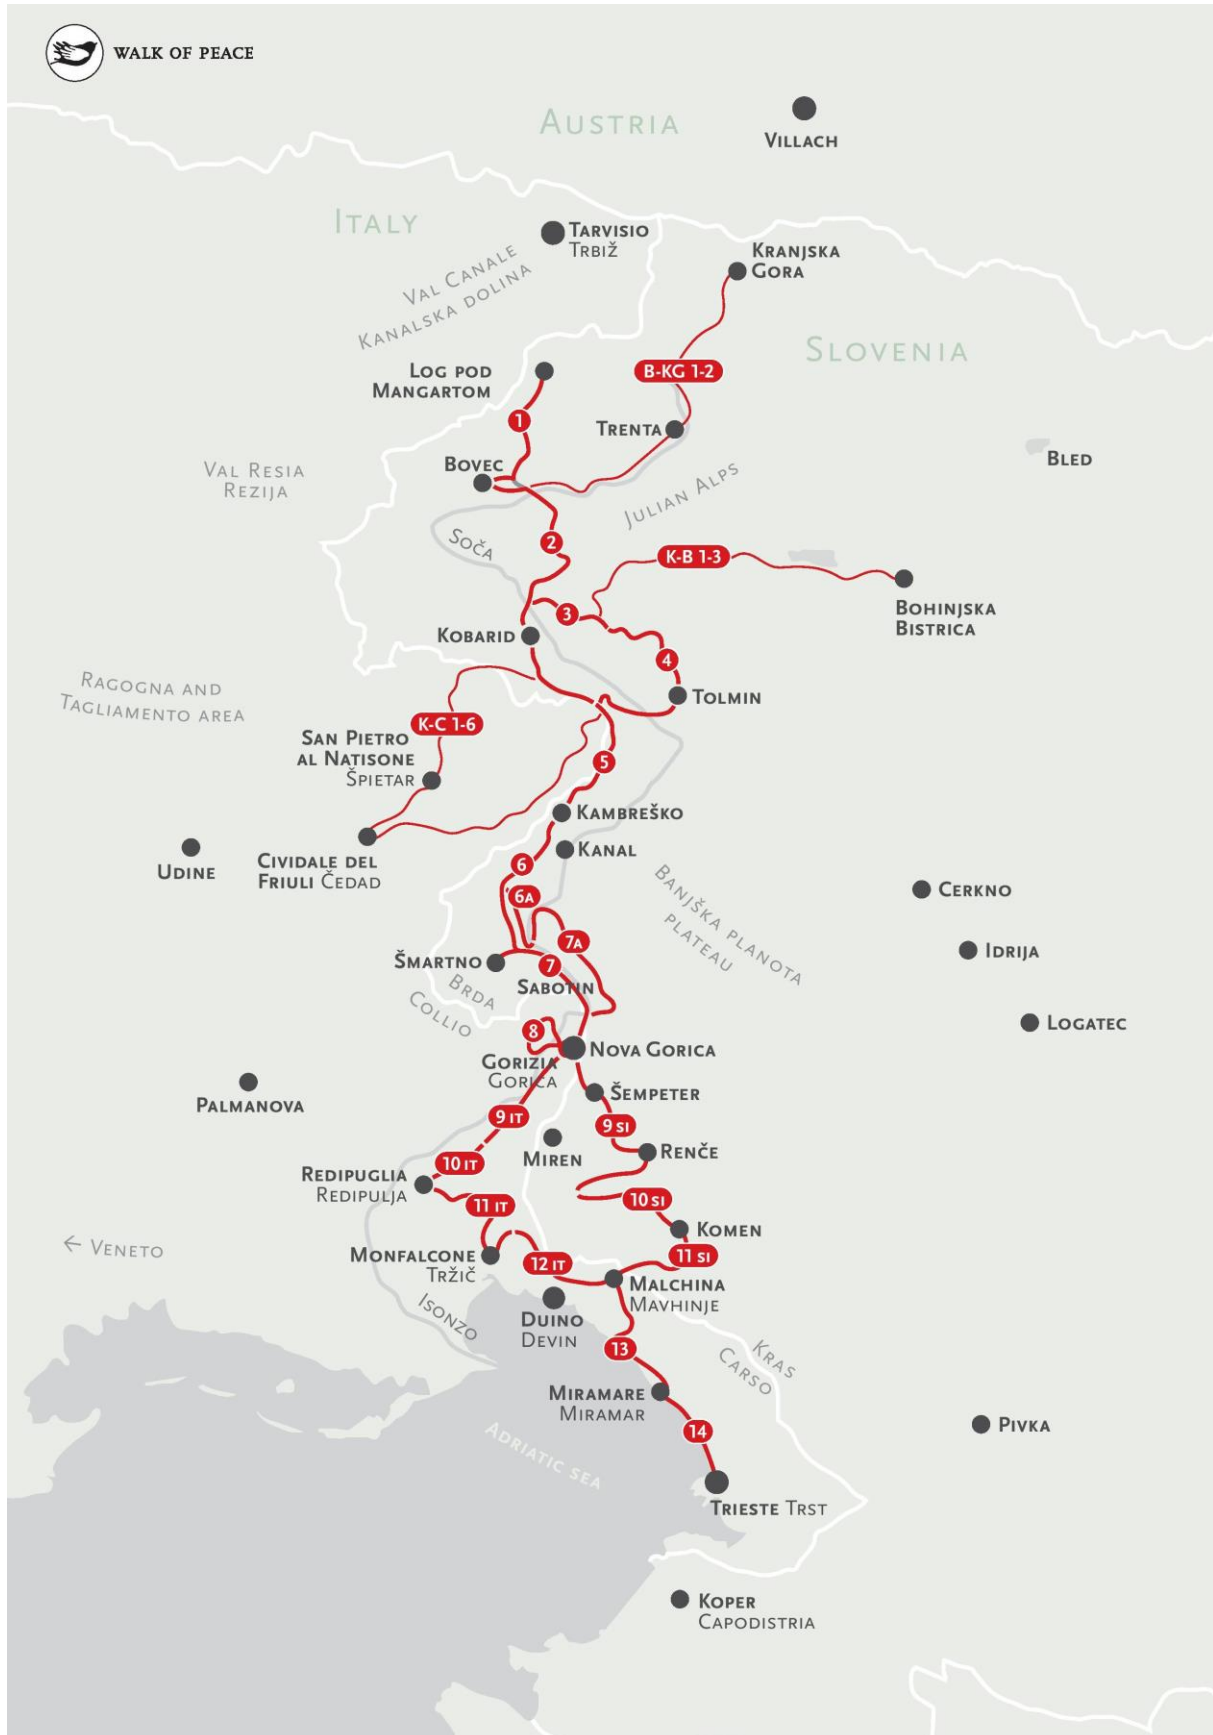 WALK OF PEACE
AUSTRIA
VILLACH
ITALY
TARVISIO
TRBIŽ
KRANJSKA
GORA
VAL CANALE
KANALSKA DOLINA
SLOVENIA
LOG POD
MANGARTOM
B-KG 1-2
1
TRENTA
BLED
BOVEC
VAL RESIA
REZIJA
JULIAN ALPS
SOČA
2
K-B 1-3
BOHINJSKA
BISTRICA
3
KOBARID
4
TOLMIN
RAGOGNA AND
TAGLIAMENTO AREA
K-C 1-6
SAN PIETRO
AL NATISONE
ŠPIETAR
5
KAMBREŠKO
UDINE
CIVIDALE DEL
FRIULI ČEDAD
KANAL
6
6A
BANJŠKA PLANOTA
PLATEAU
CERKNO
7A
IDRIJA
ŠMARTNO
7
SABOTIN
BRDA
COLLIO
LOGATEC
8
NOVA GORICA
GORIZIA
GORICA
PALMANOVA
ŠEMPETER
9 IT
9 SI
MIREN
RENČE
10 IT
REDIPUGLIA
REDIPULJA
11 IT
10 SI
KOMEN
← VENETO
MONFALCONE
TRŽIČ
12 IT
11 SI
MALCHINA
MAVHINJE
ISONZO
DUINO
DEVIN
13
KRAS
CARSO
MIRAMARE
MIRAMAR
ADRIATIC SEA
14
PIVKA
TRIESTE TRST
KOPER
CAPODISTRIA